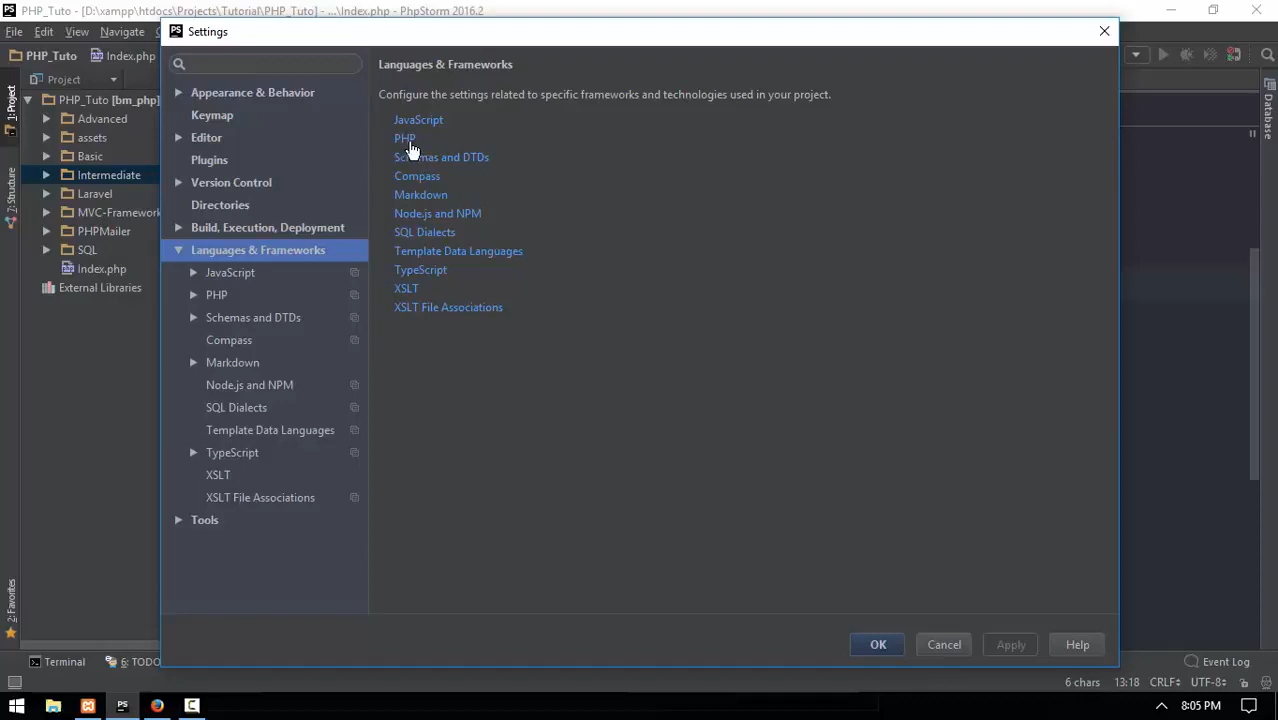 PHP_Tuto - [D:\xampp\htdocs\Projects\Tutorial\PHP_Tuto] - ...\Index.php - PhpStorm 2016.2
File Edit View Navigate
PS Settings
PHP_Tuto Index.php
Project
1: Project
7: Structure
2: Favorites
Database
PHP_Tuto [bm_php]
Advanced
assets
Basic
Intermediate
Laravel
MVC-Framework
PHPMailer
SQL
Index.php
External Libraries
Appearance & Behavior
Keymap
Editor
Plugins
Version Control
Directories
Build, Execution, Deployment
Languages & Frameworks
JavaScript
PHP
Schemas and DTDs
Compass
Markdown
Node.js and NPM
SQL Dialects
Template Data Languages
TypeScript
XSLT
XSLT File Associations
Tools
Languages & Frameworks
Configure the settings related to specific frameworks and technologies used in your project.
JavaScript
PHP
Schemas and DTDs
Compass
Markdown
Node.js and NPM
SQL Dialects
Template Data Languages
TypeScript
XSLT
XSLT File Associations
OK Cancel Apply Help
Terminal 6: TODO Event Log
6 chars 13:18 CRLF UTF-8
8:05 PM